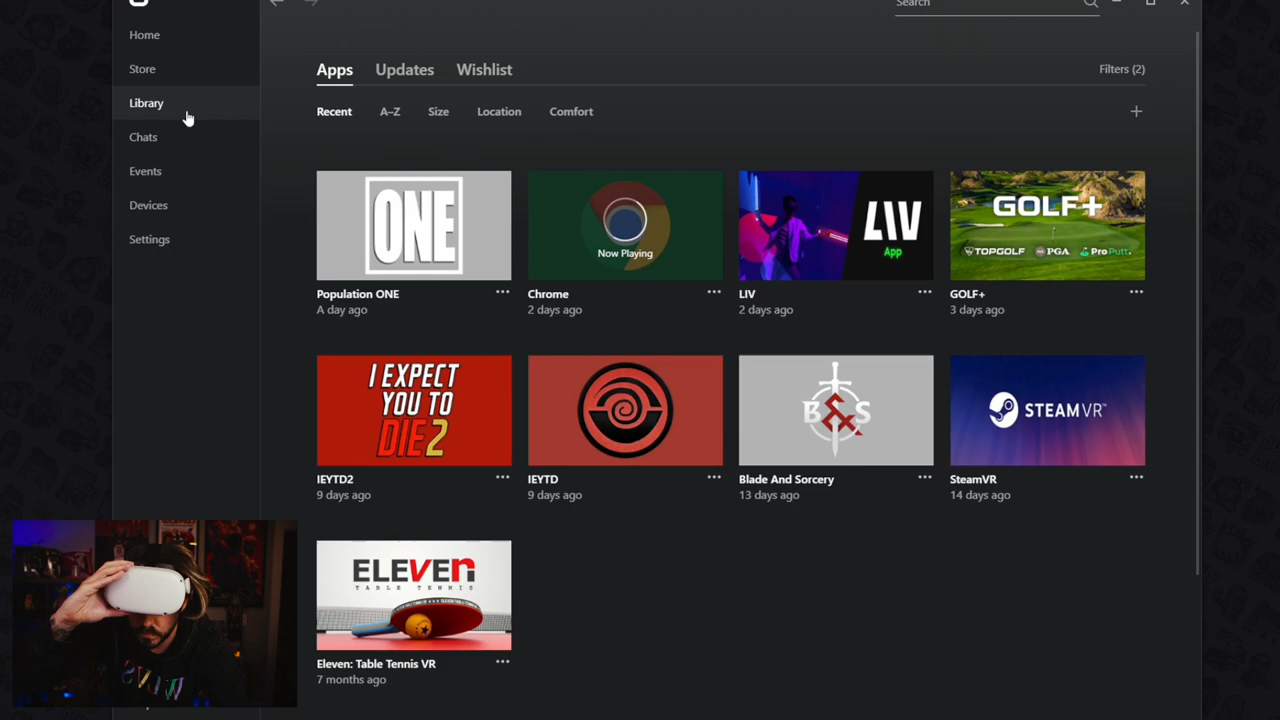 Search
Home
Store
Library
Chats
Events
Devices
Settings
Apps
Updates
Wishlist
Filters (2)
Recent
A–Z
Size
Location
Comfort
ONE
Now Playing
LIV
App
GOLF+
TOPGOLF
PGA
Pro Putt.
Population ONE
A day ago
Chrome
2 days ago
LIV
2 days ago
GOLF+
3 days ago
I EXPECT
YOU TO
DIE2
B&S
STEAMVR™
IEYTD2
9 days ago
IEYTD
9 days ago
Blade And Sorcery
13 days ago
SteamVR
14 days ago
ELEVEN
TABLE TENNIS
Eleven: Table Tennis VR
7 months ago